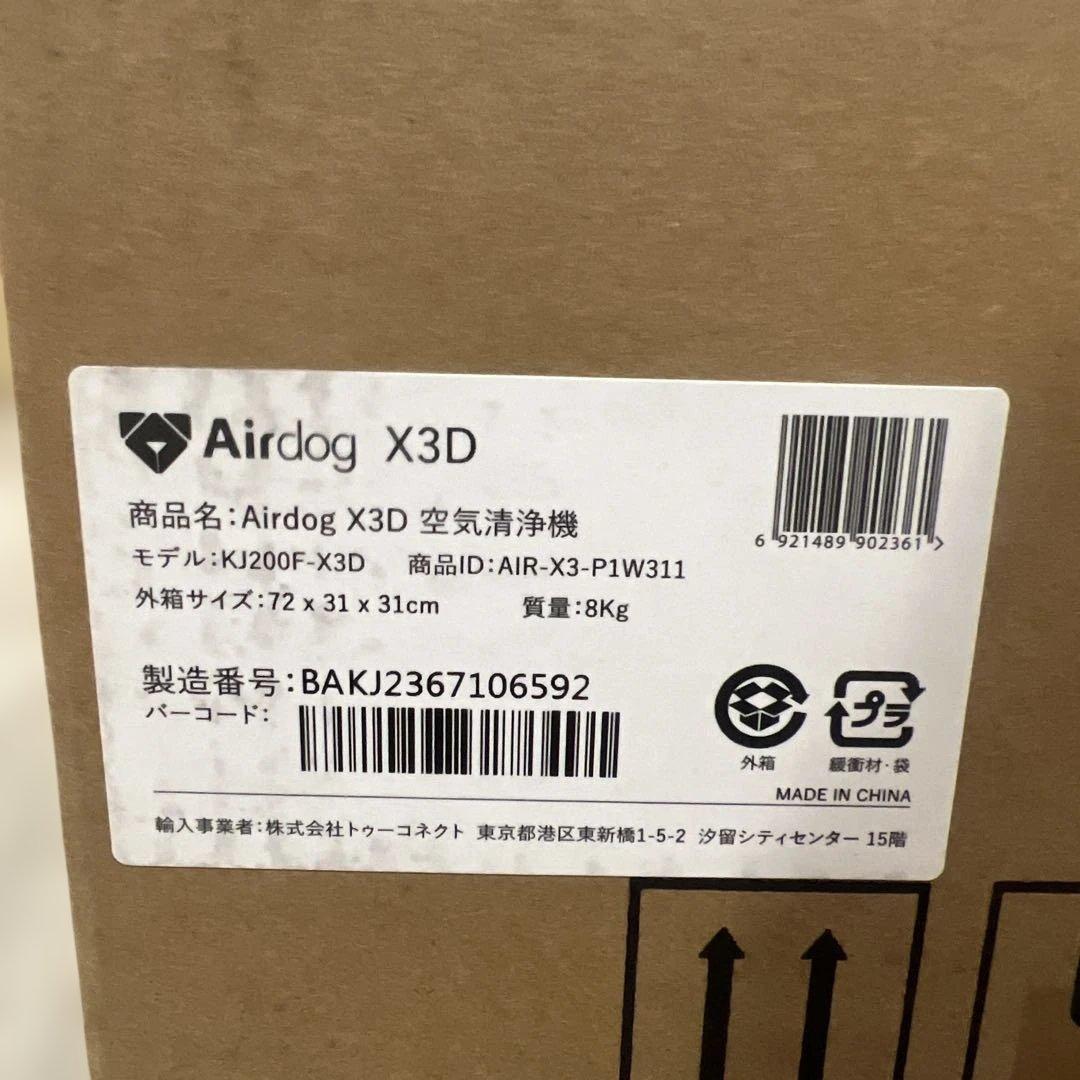 Airdog X3D
商品名:Airdog X3D 空気清浄機
モデル:KJ200F-X3D 商品ID:AIR-X3-P1W311
外箱サイズ:72 x 31 x 31cm 質量:8Kg
6 921489 902361 >
製造番号:BAKJ2367106592
バーコード:
プラ
外箱 緩衝材・袋
MADE IN CHINA
輸入事業者:株式会社トゥーコネクト 東京都港区東新橋1-5-2 汐留シティセンター 15階